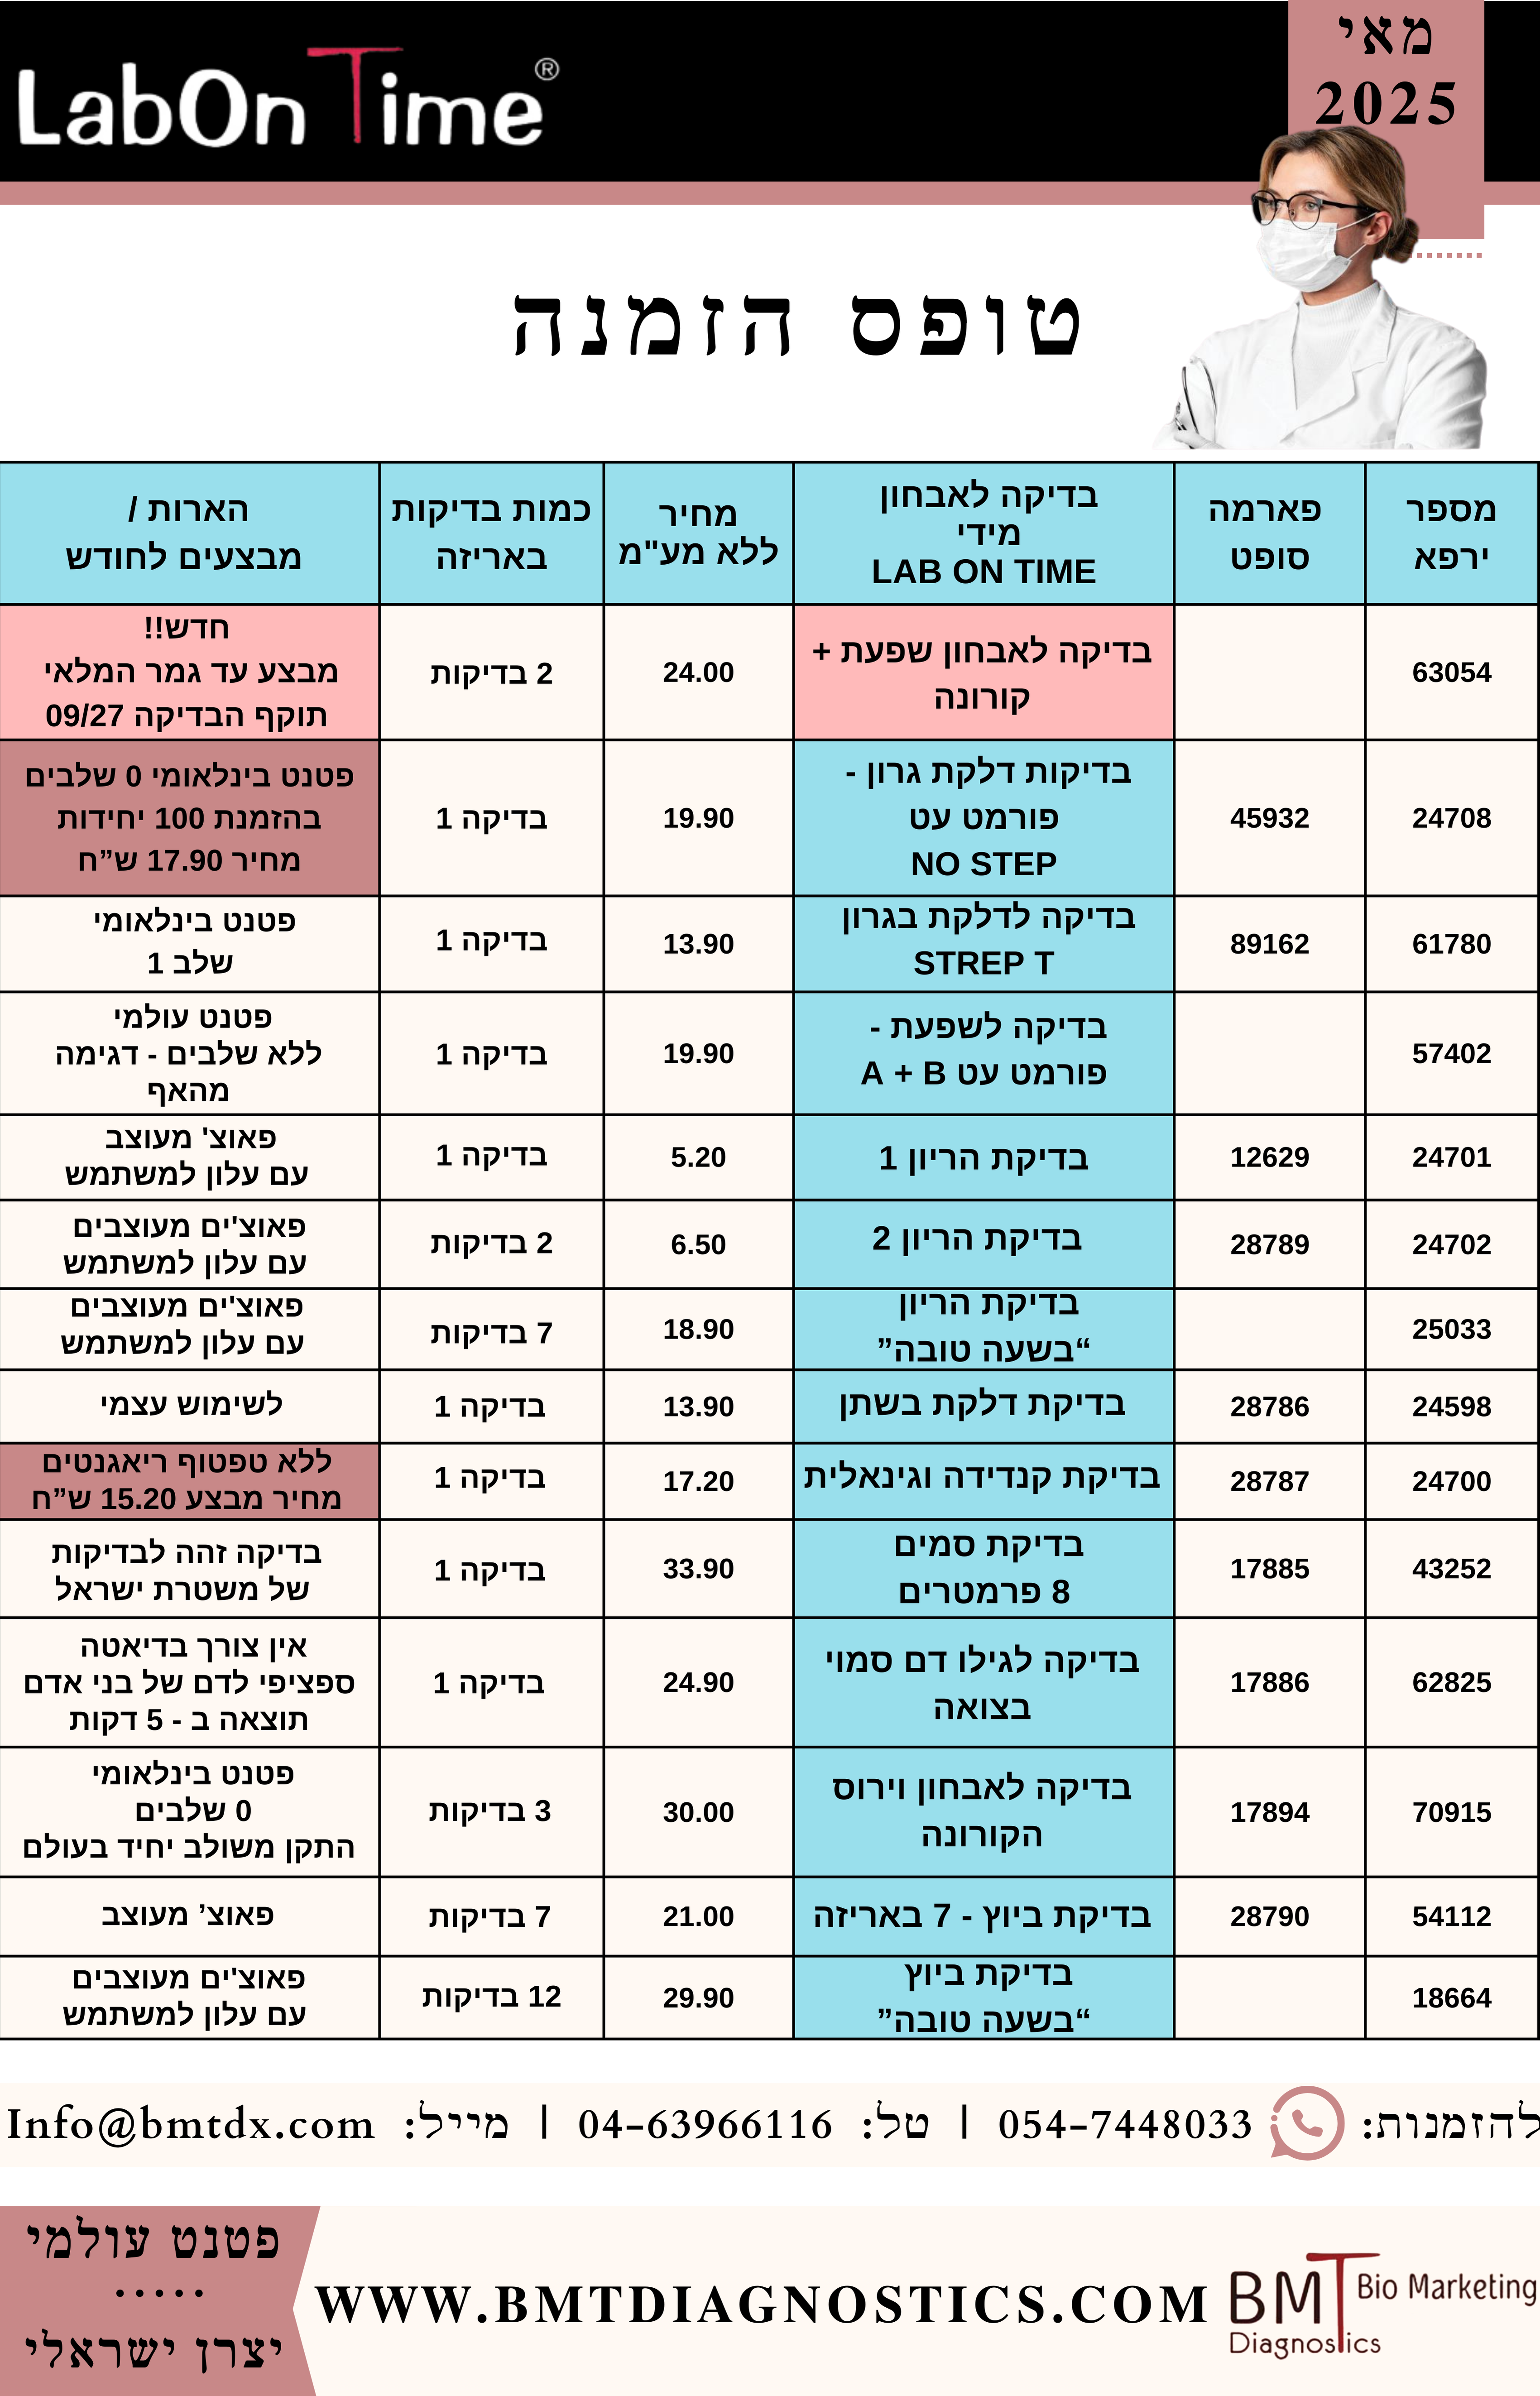 LabOn Time®
מאי
2025
טופס הזמנה
מספר
ירפא
פארמה
סופט
בדיקה לאבחון
מידי
LAB ON TIME
מחיר
ללא מע"מ
כמות בדיקות
באריזה
הארות /
מבצעים לחודש
63054
בדיקה לאבחון שפעת +
קורונה
24.00
2 בדיקות
חדש!!
מבצע עד גמר המלאי
תוקף הבדיקה 09/27
24708
45932
בדיקות דלקת גרון -
פורמט עט
NO STEP
19.90
בדיקה 1
פטנט בינלאומי 0 שלבים
בהזמנת 100 יחידות
מחיר 17.90 ש”ח
61780
89162
בדיקה לדלקת בגרון
STREP T
13.90
בדיקה 1
פטנט בינלאומי
שלב 1
57402
בדיקה לשפעת -
פורמט עט A + B
19.90
בדיקה 1
פטנט עולמי
ללא שלבים - דגימה
מהאף
24701
12629
בדיקת הריון 1
5.20
בדיקה 1
פאוצ' מעוצב
עם עלון למשתמש
24702
28789
בדיקת הריון 2
6.50
2 בדיקות
פאוצ'ים מעוצבים
עם עלון למשתמש
25033
בדיקת הריון
“בשעה טובה”
18.90
7 בדיקות
פאוצ'ים מעוצבים
עם עלון למשתמש
24598
28786
בדיקת דלקת בשתן
13.90
בדיקה 1
לשימוש עצמי
24700
28787
בדיקת קנדידה וגינאלית
17.20
בדיקה 1
ללא טפטוף ריאגנטים
מחיר מבצע 15.20 ש”ח
43252
17885
בדיקת סמים
8 פרמטרים
33.90
בדיקה 1
בדיקה זהה לבדיקות
של משטרת ישראל
62825
17886
בדיקה לגילו דם סמוי
בצואה
24.90
בדיקה 1
אין צורך בדיאטה
ספציפי לדם של בני אדם
תוצאה ב - 5 דקות
70915
17894
בדיקה לאבחון וירוס
הקורונה
30.00
3 בדיקות
פטנט בינלאומי
0 שלבים
התקן משולב יחיד בעולם
54112
28790
בדיקת ביוץ - 7 באריזה
21.00
7 בדיקות
פאוצ’ מעוצב
18664
בדיקת ביוץ
“בשעה טובה”
29.90
12 בדיקות
פאוצ'ים מעוצבים
עם עלון למשתמש
להזמנות: 054-7448033 | טל: 04-63966116 | מייל: Info@bmtdx.com
פטנט עולמי
.....
יצרן ישראלי
WWW.BMTDIAGNOSTICS.COM
BMT Bio Marketing
Diagnostics